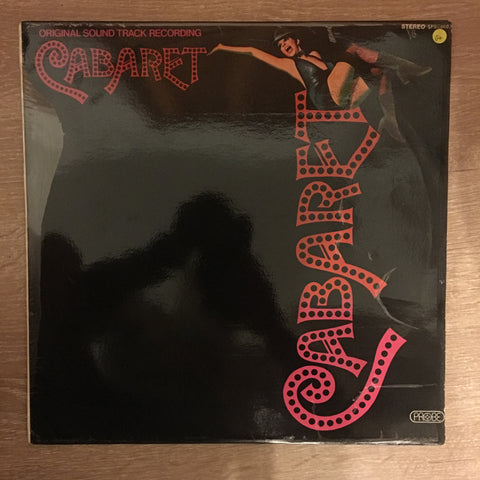 ORIGINAL SOUND TRACK RECORDING
STEREO
CABARET
CABARET
PROBE